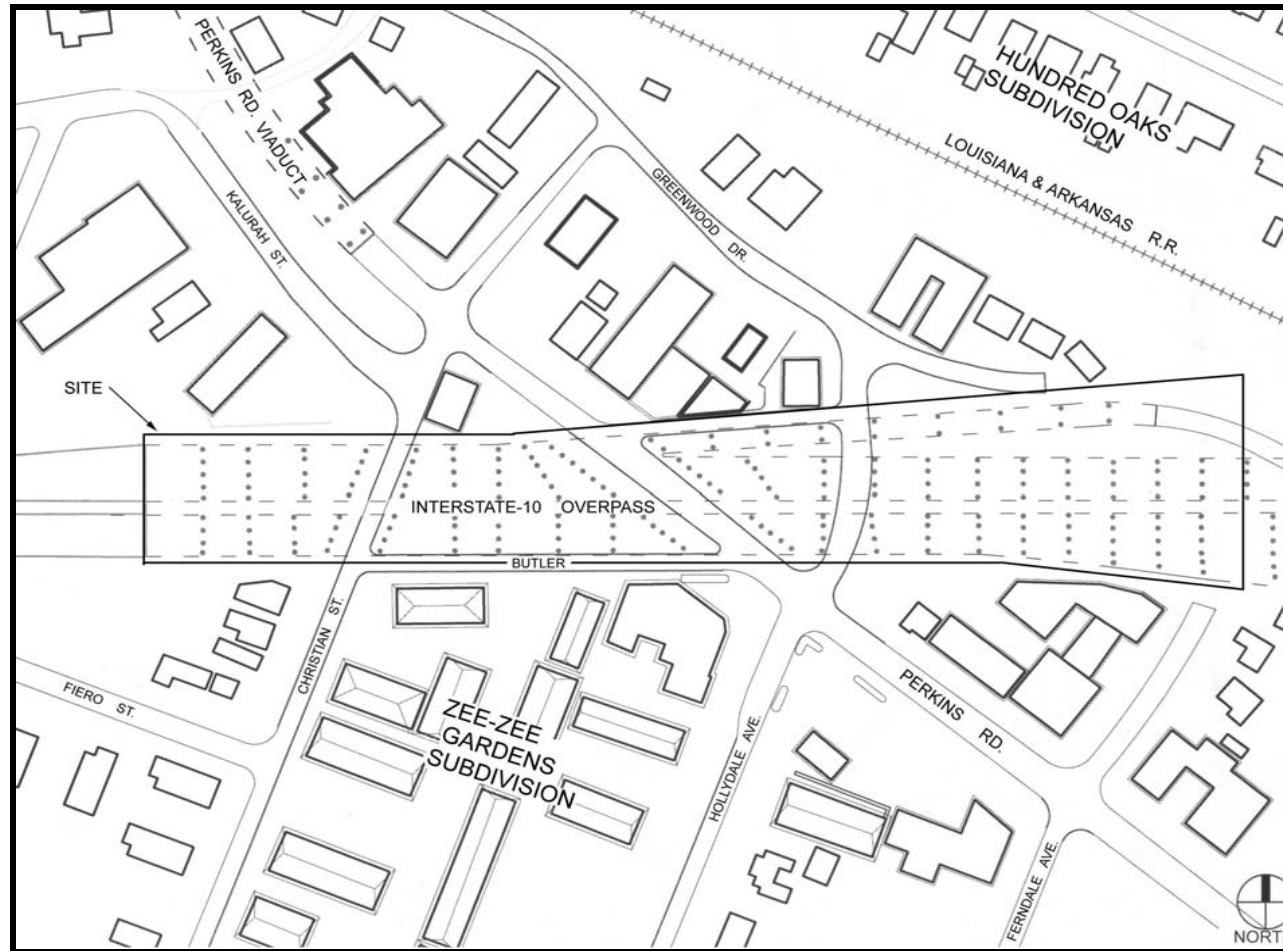 PERKINS RD. VIADUCT
HUNDRED OAKS
SUBDIVISION
LOUISIANA & ARKANSAS R.R.
KALURAH ST.
GREENWOOD DR.
SITE
INTERSTATE-10 OVERPASS
BUTLER
CHRISTIAN ST.
FIERO ST.
ZEE-ZEE
GARDENS
SUBDIVISION
HOLLYDALE AVE.
PERKINS RD.
FERNDALE AVE.
NORT